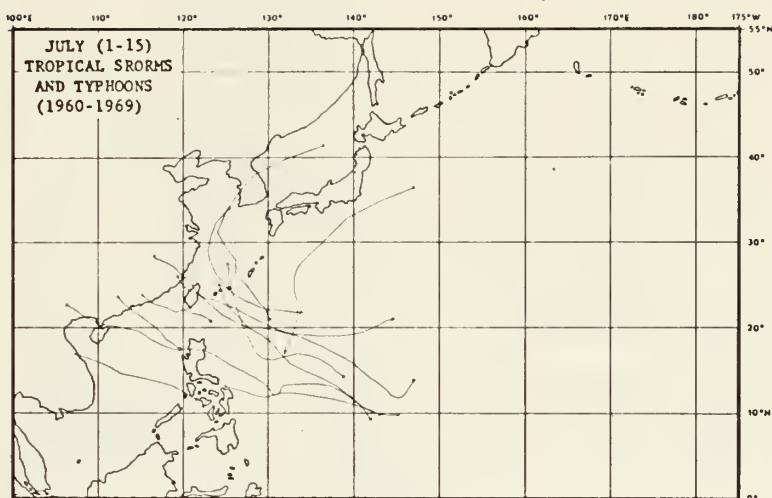 100°E 110° 120° 130° 140° 150° 160° 170°E 180° 175°W
55°N
JULY (1-15)
TROPICAL SRORMS
AND TYPHOONS
(1960-1969)
50°
40°
30°
20°
10°N
0°